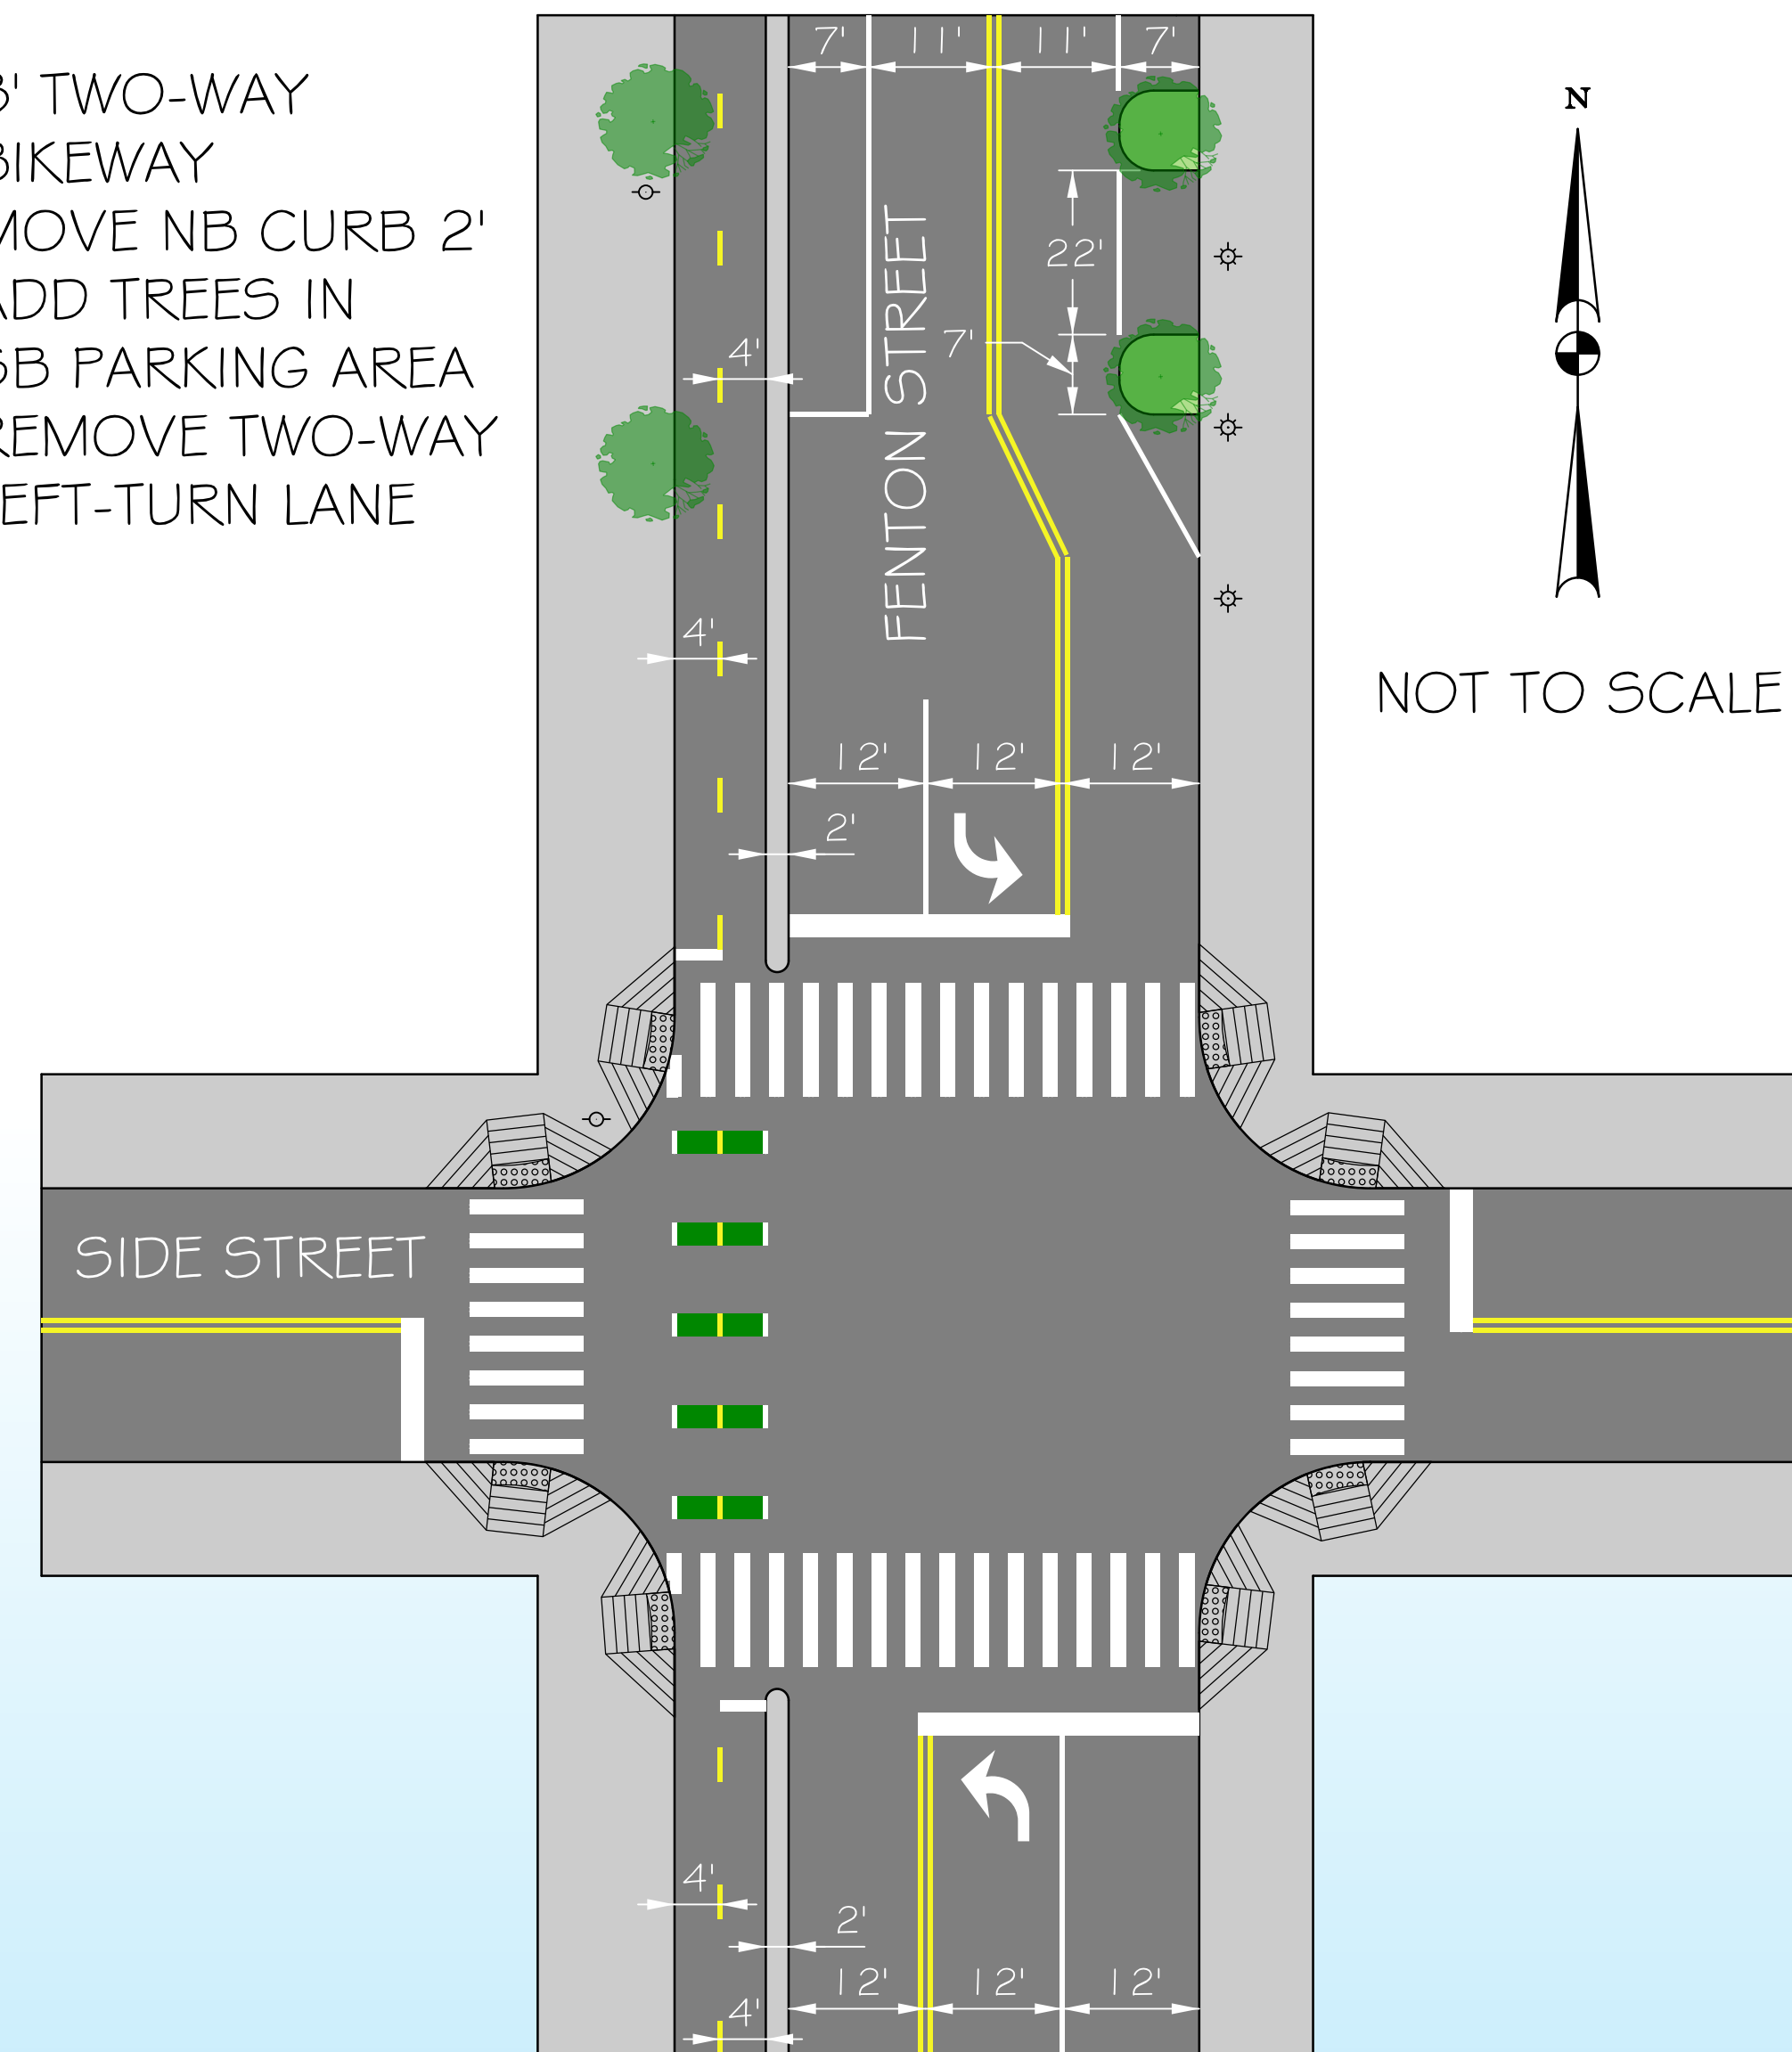 ' TWO-WAY
BIKEWAY
MOVE NB CURB 2'
ADD TREES IN
SB PARKING AREA
REMOVE TWO-WAY
EFT-TURN LANE
N
NOT TO SCALE
7' 11' 11' 7'
22'
7'
4'
FENTON STREET
4'
12' 12' 12'
2'
SIDE STREET
4'
2'
12' 12' 12'
4'